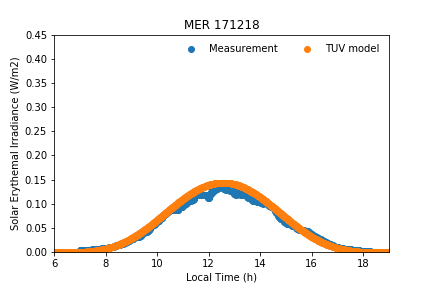 MER 171218
Measurement
TUV model
0.45
0.40
0.35
0.30
0.25
0.20
0.15
0.10
0.05
0.00
Solar Erythemal Irradiance (W/m2)
6 8 10 12 14 16 18
Local Time (h)